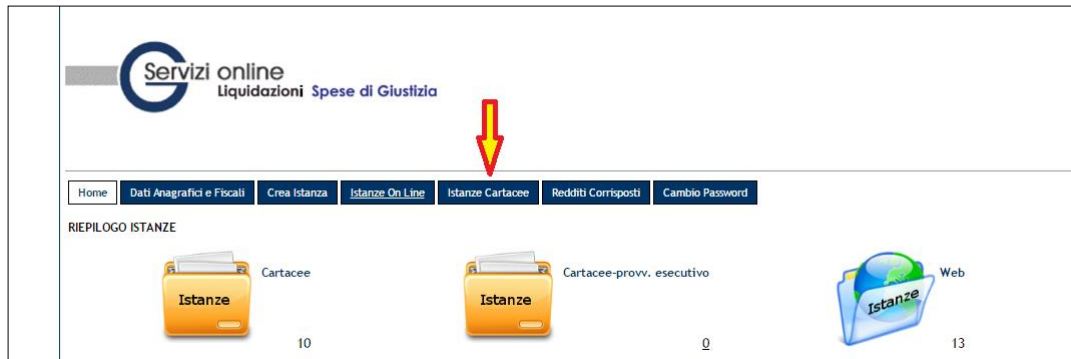 Servizi online
Liquidazioni Spese di Giustizia
Home Dati Anagrafici e Fiscali Crea Istanza Istanze On Line Istanze Cartacee Redditi Corrisposti Cambio Password
RIEPILOGO ISTANZE
Cartacee Cartacee-provv. esecutivo Web
Istanze Istanze Istanze
10 0 13